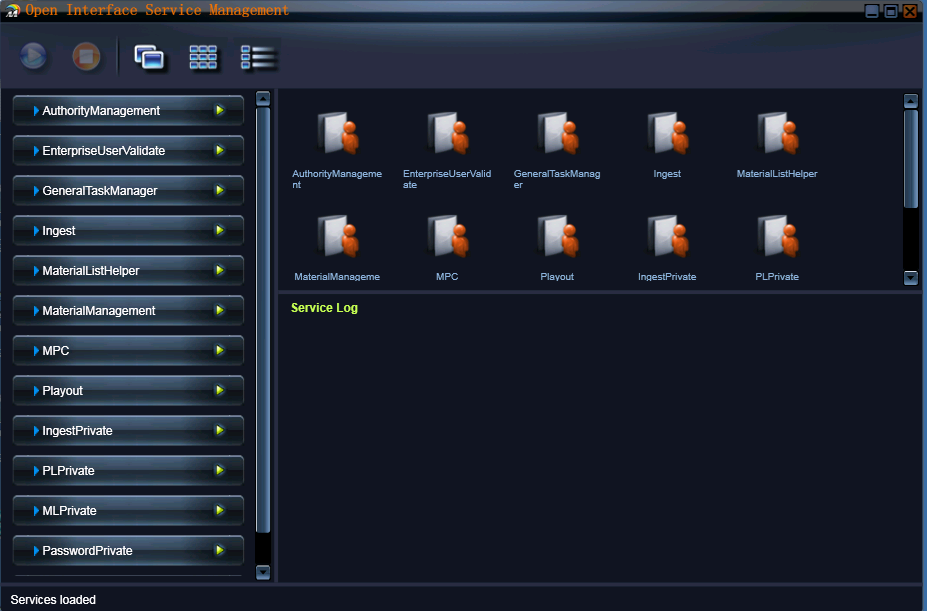 Open Interface Service Management
AuthorityManagement
EnterpriseUserValidate
GeneralTaskManager
Ingest
MaterialListHelper
MaterialManagement
MPC
Playout
IngestPrivate
PLPrivate
MLPrivate
PasswordPrivate
AuthorityManageme
nt
EnterpriseUserValid
ate
GeneralTaskManag
er
Ingest
MaterialListHelper
MaterialManageme
MPC
Playout
IngestPrivate
PLPrivate
Service Log
Services loaded